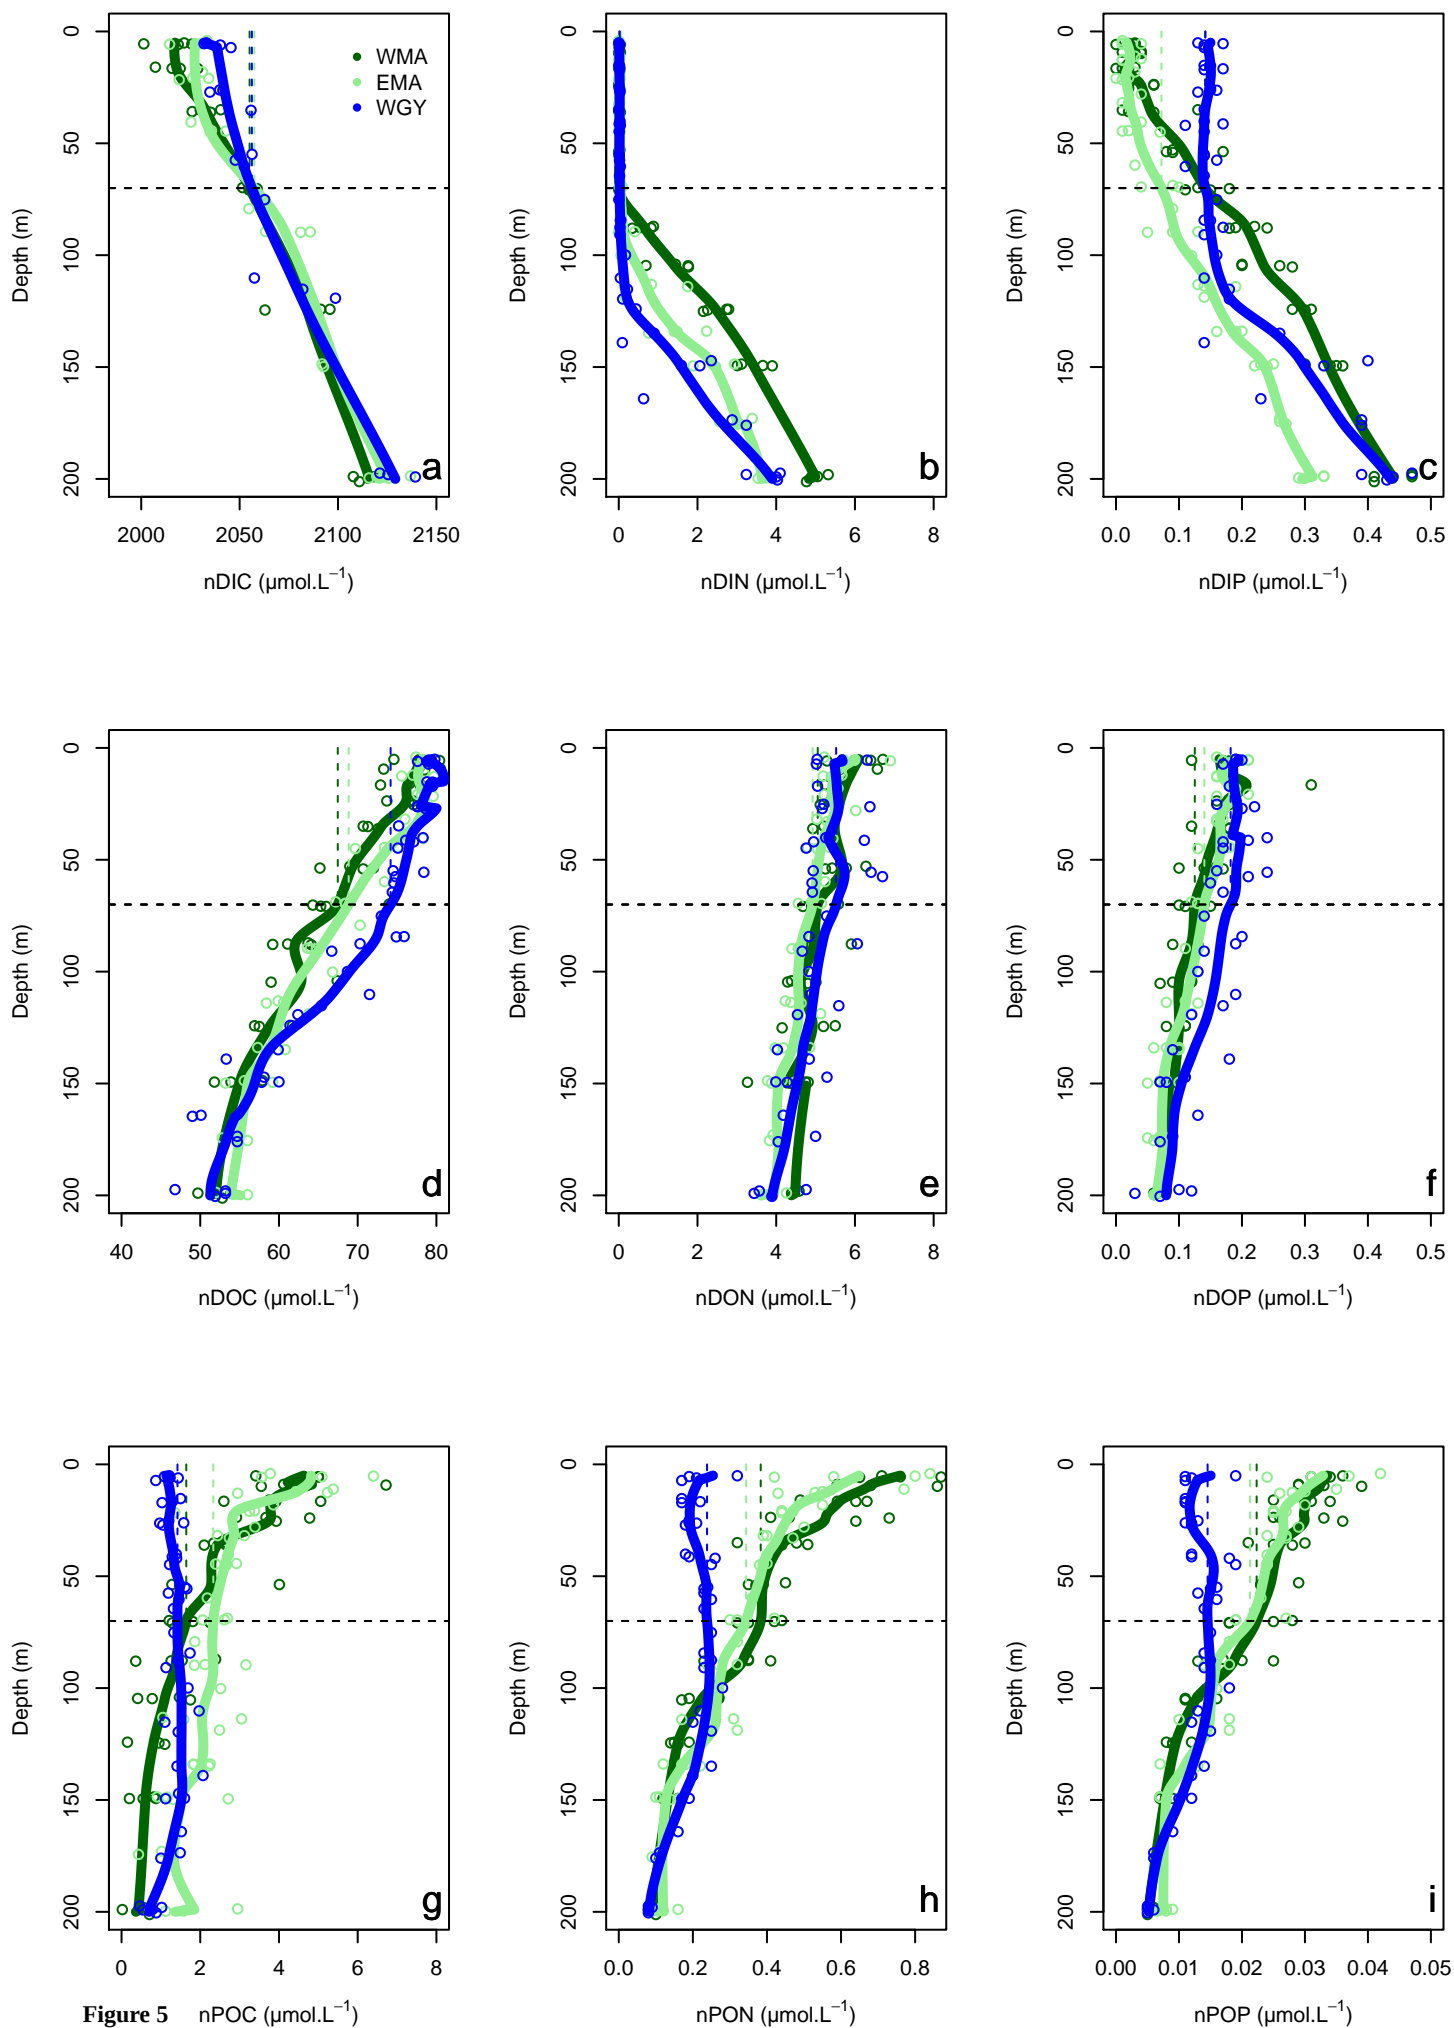 0
50
100
150
200
Depth (m)
WMA
EMA
WGY
a
2000 2050 2100 2150
nDIC (µmol.L⁻¹)
0
50
100
150
200
Depth (m)
b
0 2 4 6 8
nDIN (µmol.L⁻¹)
0
50
100
150
200
Depth (m)
c
0.0 0.1 0.2 0.3 0.4 0.5
nDIP (µmol.L⁻¹)
0
50
100
150
200
Depth (m)
d
40 50 60 70 80
nDOC (µmol.L⁻¹)
0
50
100
150
200
Depth (m)
e
0 2 4 6 8
nDON (µmol.L⁻¹)
0
50
100
150
200
Depth (m)
f
0.0 0.1 0.2 0.3 0.4 0.5
nDOP (µmol.L⁻¹)
0
50
100
150
200
Depth (m)
g
0 2 4 6 8
Figure 5 nPOC (µmol.L⁻¹)
0
50
100
150
200
Depth (m)
h
0.0 0.2 0.4 0.6 0.8
nPON (µmol.L⁻¹)
0
50
100
150
200
Depth (m)
i
0.00 0.01 0.02 0.03 0.04 0.05
nPOP (µmol.L⁻¹)